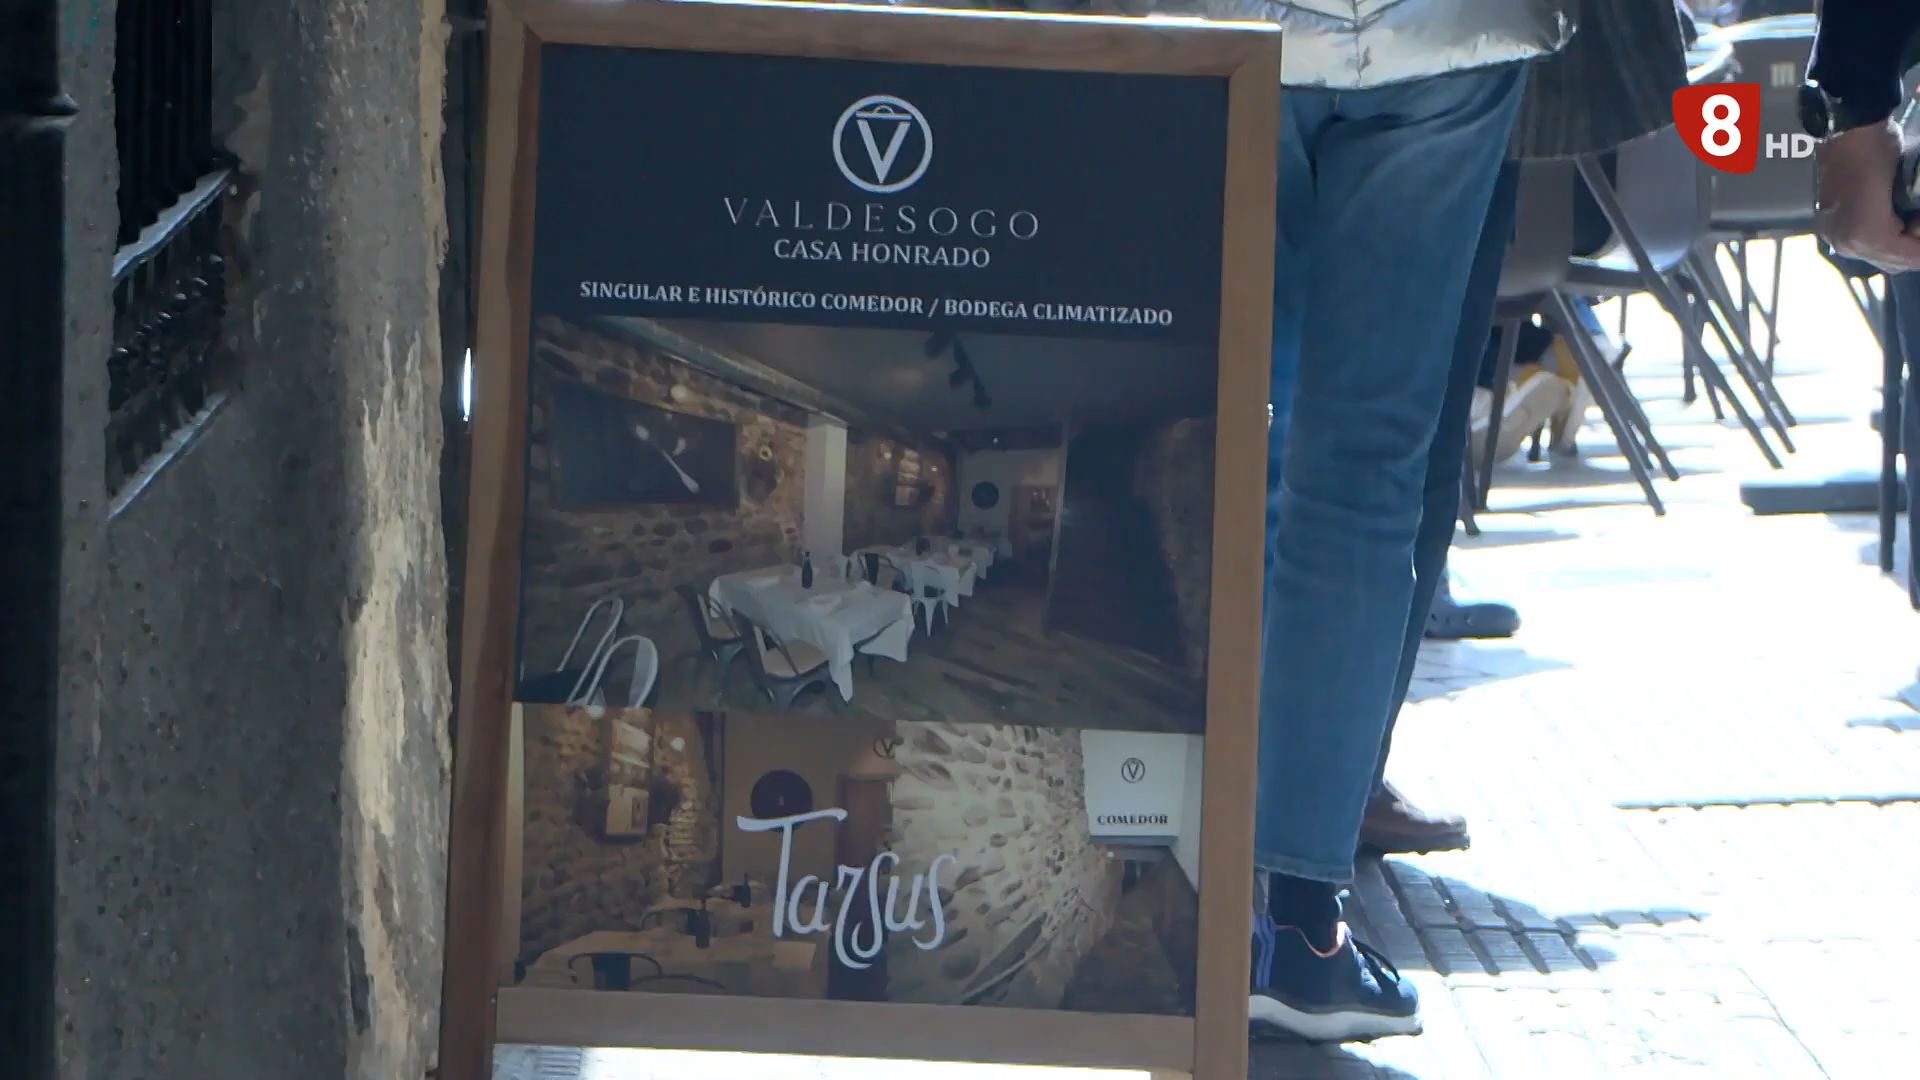 V
VALDESOGO
CASA HONRADO
SINGULAR E HISTÓRICO COMEDOR / BODEGA CLIMATIZADO
8 HD
V
V
COMEDOR
Tarsus